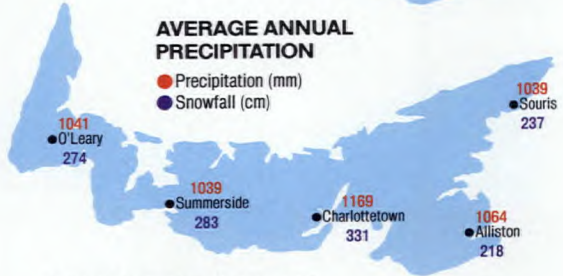 AVERAGE ANNUAL
PRECIPITATION
Precipitation (mm)
Snowfall (cm)
1039
Souris
237
1041
O'Leary
274
1039
Summerside
283
1169
Charlottetown
331
1064
Alliston
218